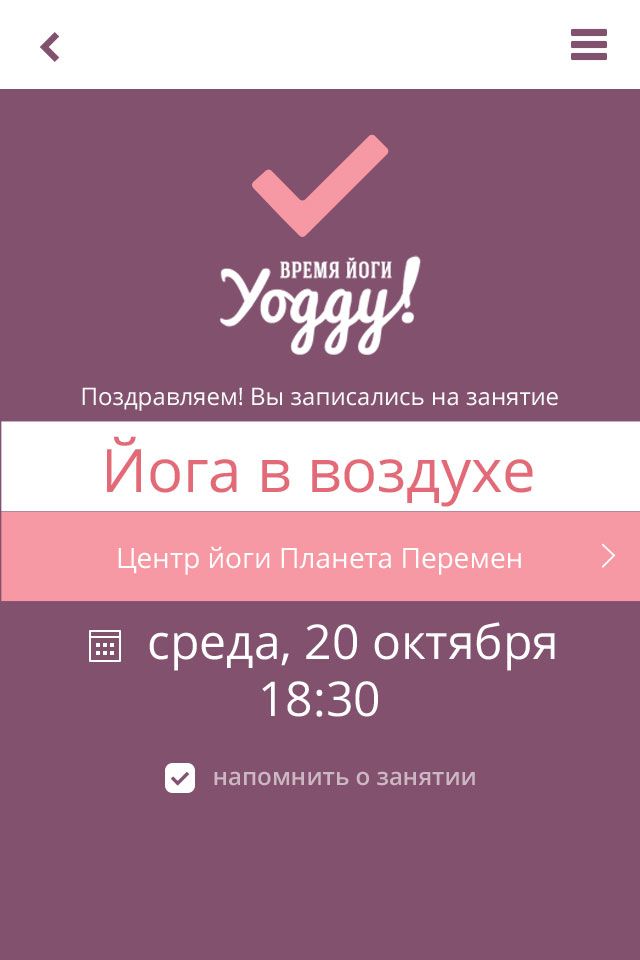 ВРЕМЯ ЙОГИ
Yoggy!
Поздравляем! Вы записались на занятие
Йога в воздухе
Центр йоги Планета Перемен
среда, 20 октября
18:30
напомнить о занятии